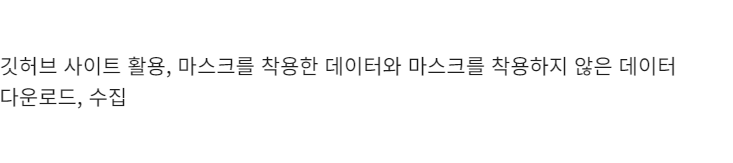 깃허브 사이트 활용, 마스크를 착용한 데이터와 마스크를 착용하지 않은 데이터
다운로드, 수집